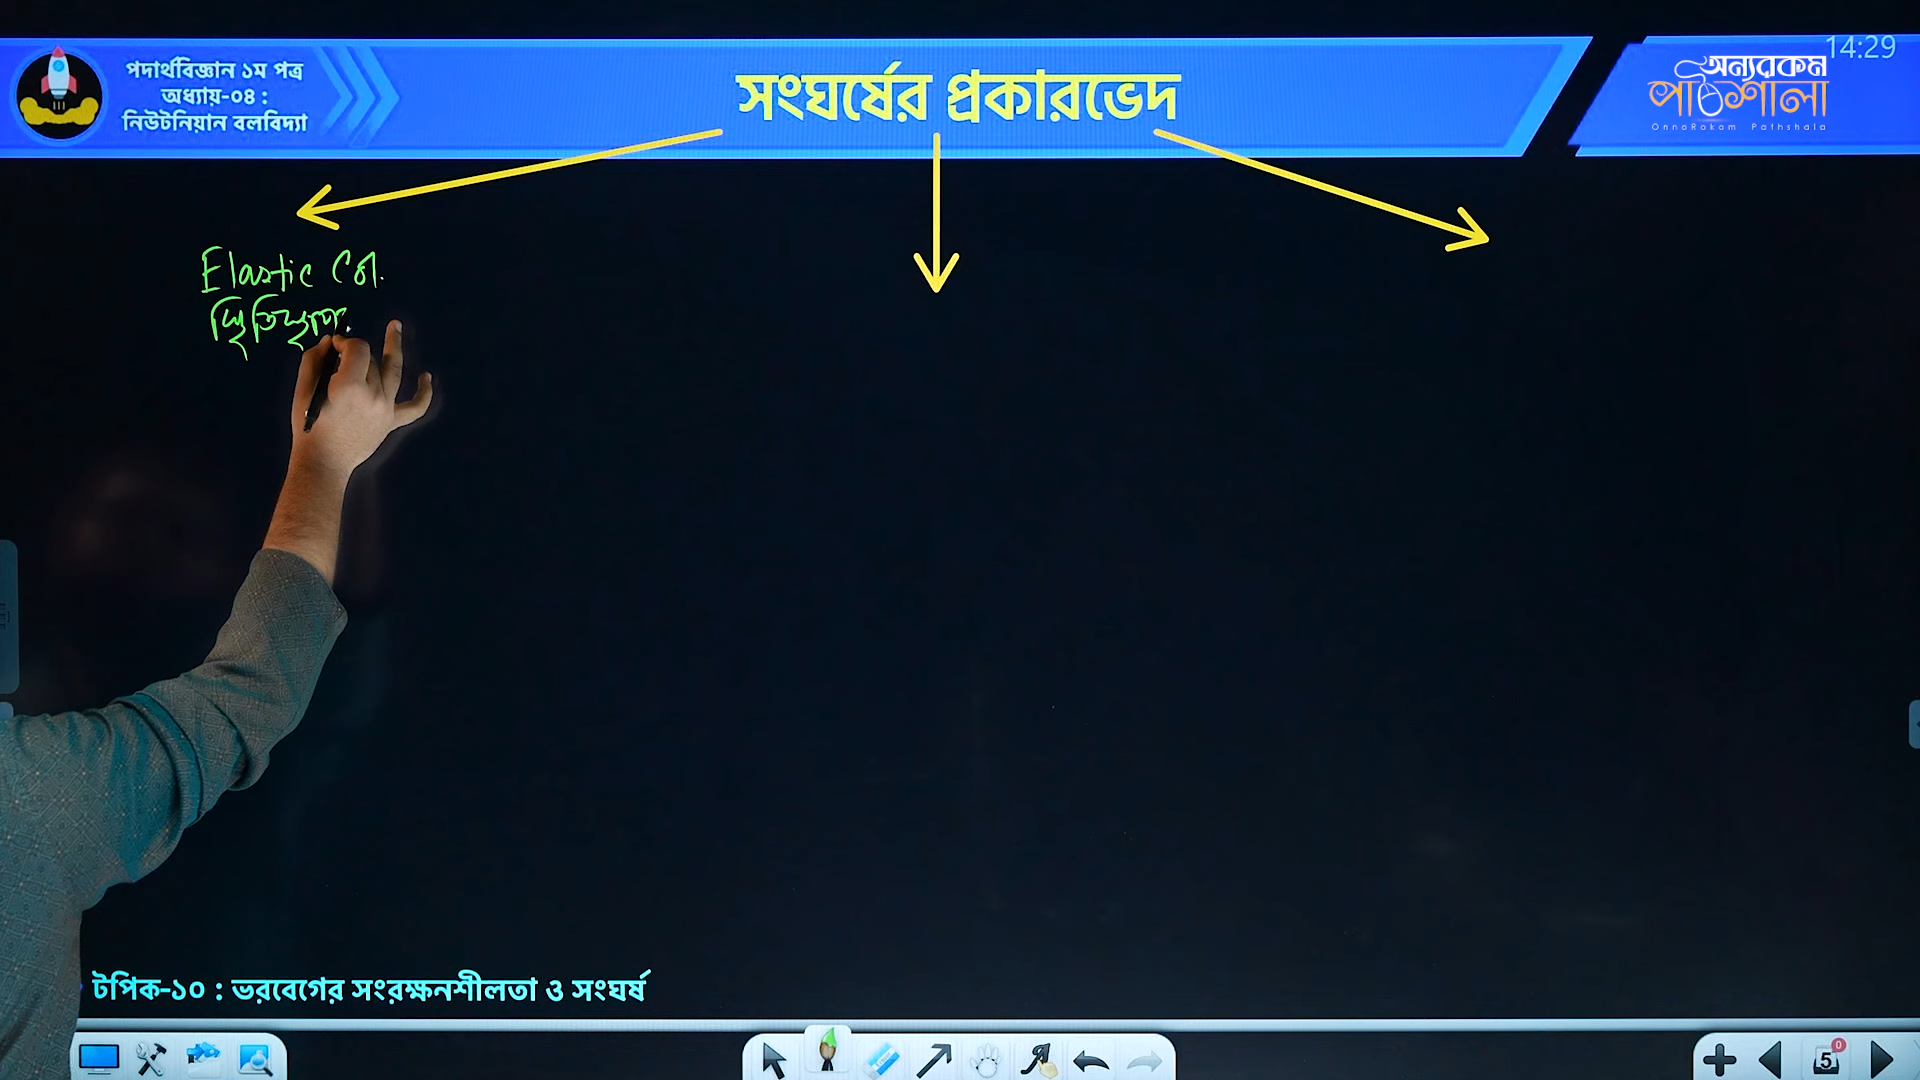 14:29
পদার্থবিজ্ঞান ১ম পত্র
অধ্যায়-০৪ :
নিউটনিয়ান বলবিদ্যা
সংঘর্ষের প্রকারভেদ
অন্যরকম
পাঠশালা
OnnoRokom Pathshala
Elastic Col.
স্থিতিস্থাপ
টপিক-১০ : ভরবেগের সংরক্ষনশীলতা ও সংঘর্ষ
5
0